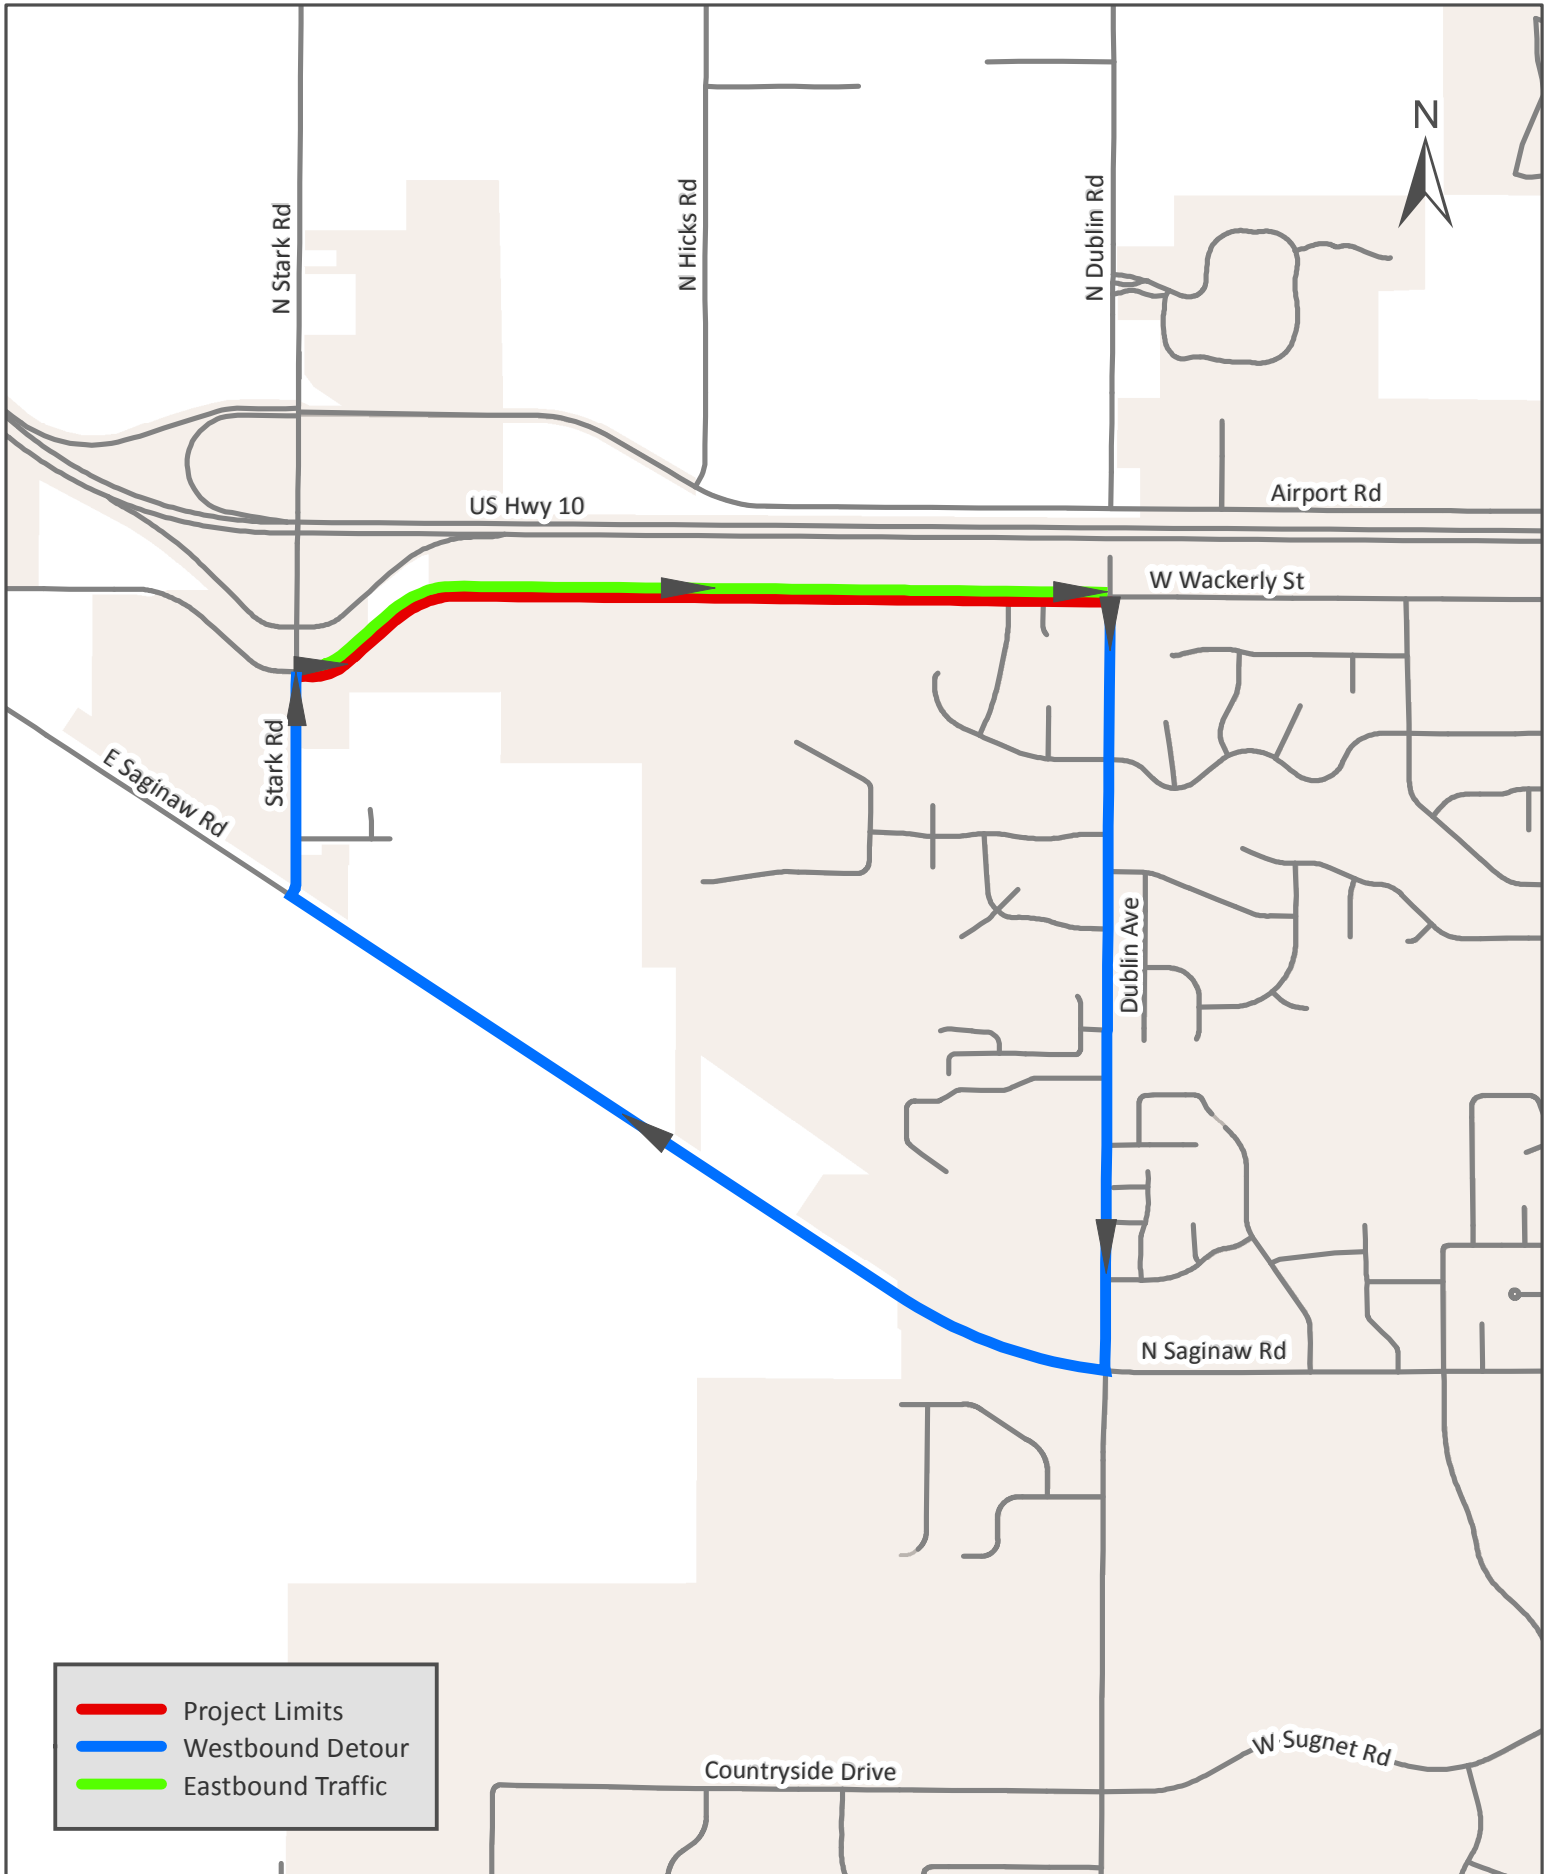 N
N Stark Rd
N Hicks Rd
N Dublin Rd
US Hwy 10
Airport Rd
W Wackerly St
Stark Rd
E Saginaw Rd
Dublin Ave
N Saginaw Rd
Project Limits
Westbound Detour
Eastbound Traffic
Countryside Drive
W Sugnet Rd